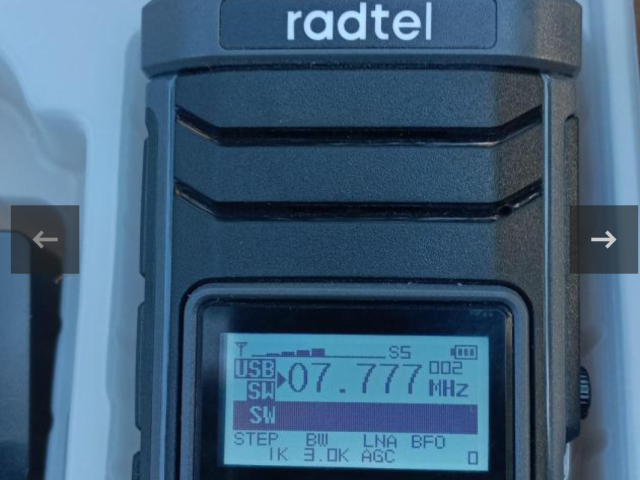 radtel
S5
USB 07.777 002
SW MHz
SW
STEP BW LNA BFO
1K 3.0K AGC 0